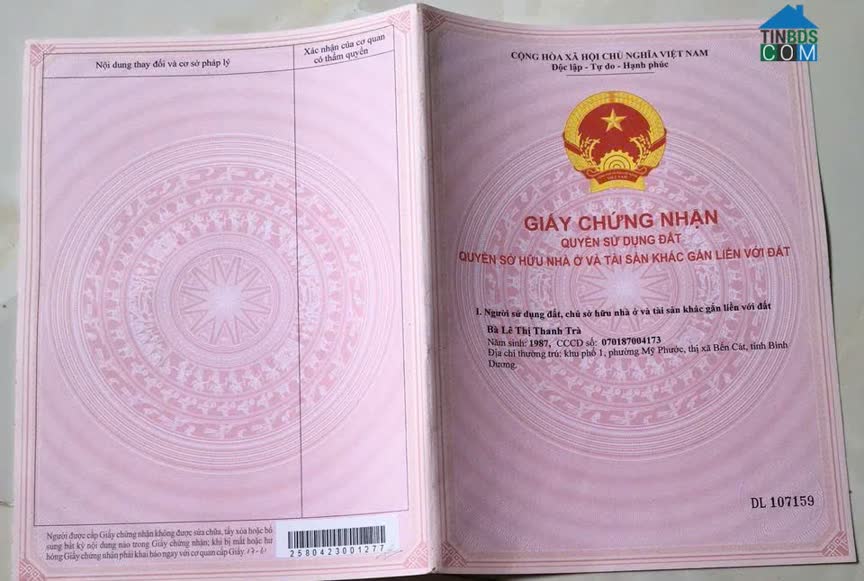 Nội dung thay đổi và cơ sở pháp lý
Xác nhận của cơ quan
có thẩm quyền
Người được cấp Giấy chứng nhận không được sửa chữa, tẩy xóa hoặc bổ
sung bất kỳ nội dung nào trong Giấy chứng nhận; khi bị mất hoặc hư
hỏng Giấy chứng nhận phải khai báo ngay với cơ quan cấp Giấy.
2580423001277
TINBDS
COM
CỘNG HÒA XÃ HỘI CHỦ NGHĨA VIỆT NAM
Độc lập - Tự do - Hạnh phúc
GIẤY CHỨNG NHẬN
QUYỀN SỬ DỤNG ĐẤT
QUYỀN SỞ HỮU NHÀ Ở VÀ TÀI SẢN KHÁC GẮN LIỀN VỚI ĐẤT
I. Người sử dụng đất, chủ sở hữu nhà ở và tài sản khác gắn liền với đất
Bà Lê Thị Thanh Trà
Năm sinh: 1987, CCCD số: 070187004173
Địa chỉ thường trú: khu phố 1, phường Mỹ Phước, thị xã Bến Cát, tỉnh Bình
Dương.
DL 107159